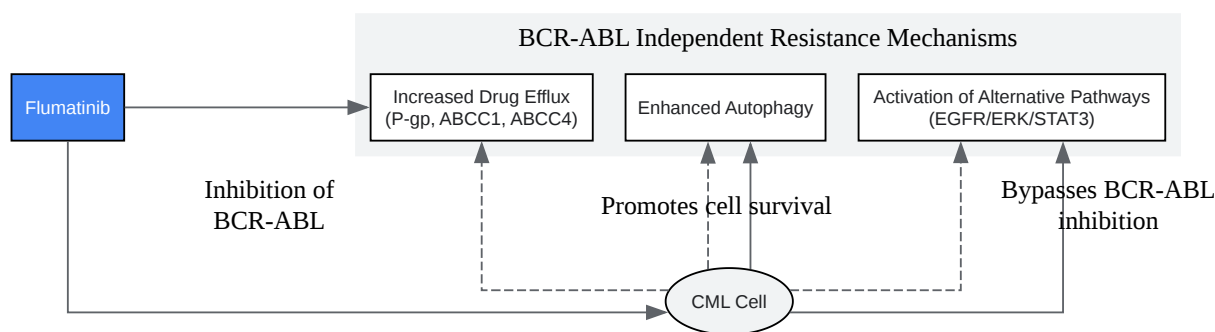 BCR-ABL Independent Resistance Mechanisms
Flumatinib
Increased Drug Efflux
(P-gp, ABCC1, ABCC4)
Enhanced Autophagy
Activation of Alternative Pathways
(EGFR/ERK/STAT3)
Inhibition of
BCR-ABL
Promotes cell survival
Bypasses BCR-ABL
inhibition
CML Cell